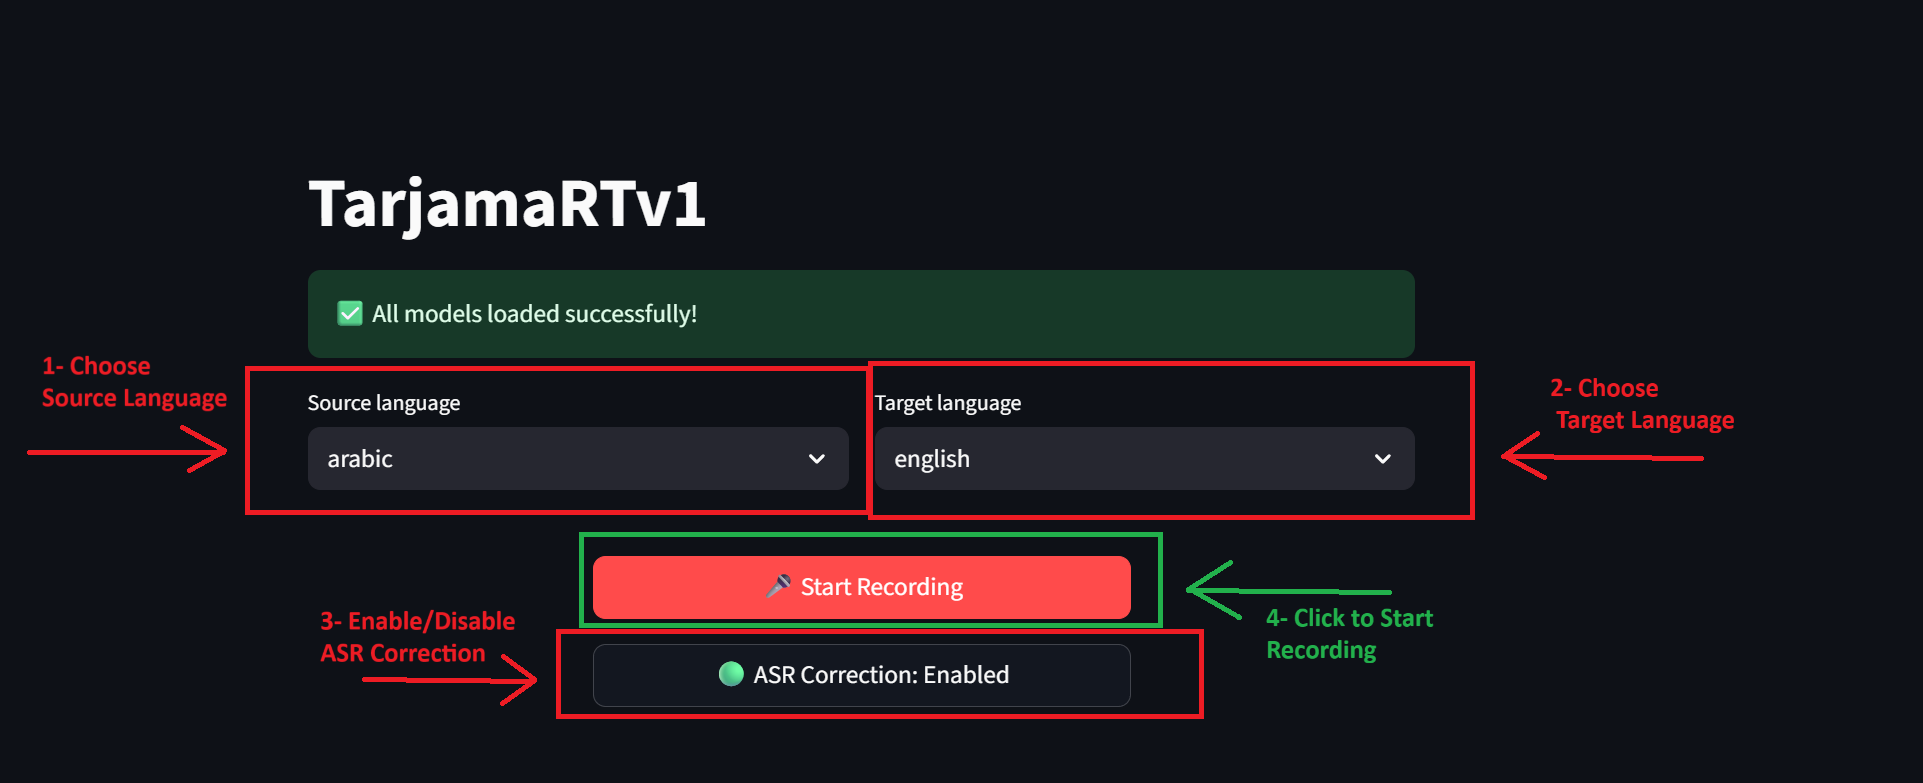 TarjamaRTv1
✅ All models loaded successfully!
1- Choose
Source Language
Source language
arabic
Target language
english
2- Choose
Target Language
🎤 Start Recording
4- Click to Start
Recording
3- Enable/Disable
ASR Correction
🟢 ASR Correction: Enabled